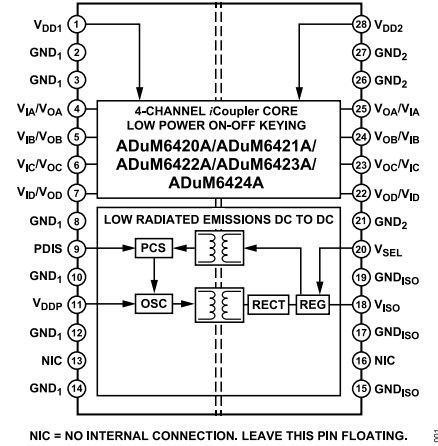 VDD1 1
GND1 2
GND1 3
VIA/VOA 4
VIB/VOB 5
VIC/VOC 6
VID/VOD 7
GND1 8
PDIS 9
GND1 10
VDDP 11
GND1 12
NIC 13
GND1 14
4-CHANNEL iCoupler CORE
LOW POWER ON-OFF KEYING
ADuM6420A/ADuM6421A/
ADuM6422A/ADuM6423A/
ADuM6424A
LOW RADIATED EMISSIONS DC TO DC
PCS
OSC
RECT
REG
28 VDD2
27 GND2
26 GND2
25 VOA/VIA
24 VOB/VIB
23 VOC/VIC
22 VOD/VID
21 GND2
20 VSEL
19 GNDISO
18 VISO
17 GNDISO
16 NIC
15 GNDISO
NIC = NO INTERNAL CONNECTION. LEAVE THIS PIN FLOATING.
001